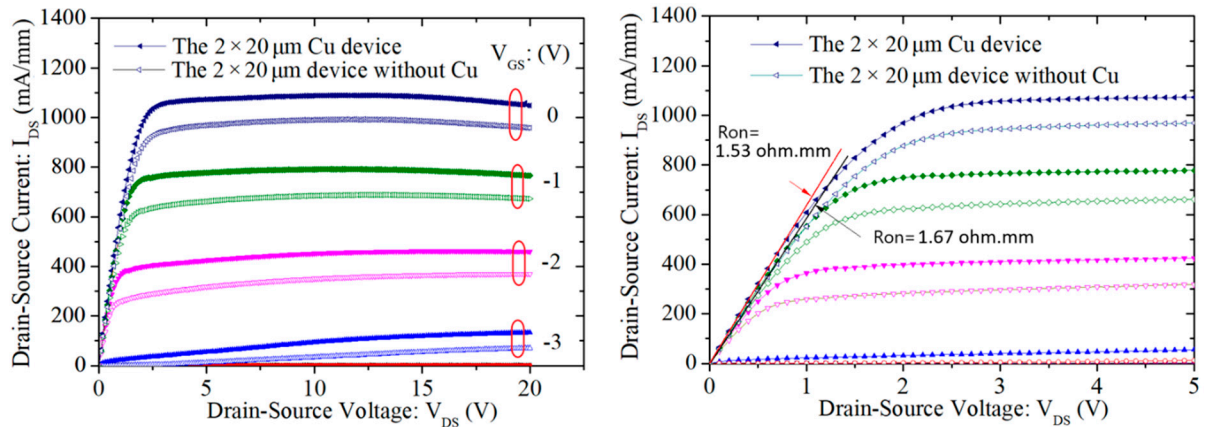 1400
1200
1000
800
600
400
200
0
Drain-Source Current: I_DS (mA/mm)
The 2 × 20 μm Cu device
The 2 × 20 μm device without Cu
V_GS: (V)
0
-1
-2
-3
0
5
10
15
20
Drain-Source Voltage: V_DS (V)
1400
1200
1000
800
600
400
200
0
Drain-Source Current: I_DS (mA/mm)
The 2 × 20 μm Cu device
The 2 × 20 μm device without Cu
Ron=
1.53 ohm.mm
Ron= 1.67 ohm.mm
0
1
2
3
4
5
Drain-Source Voltage: V_DS (V)